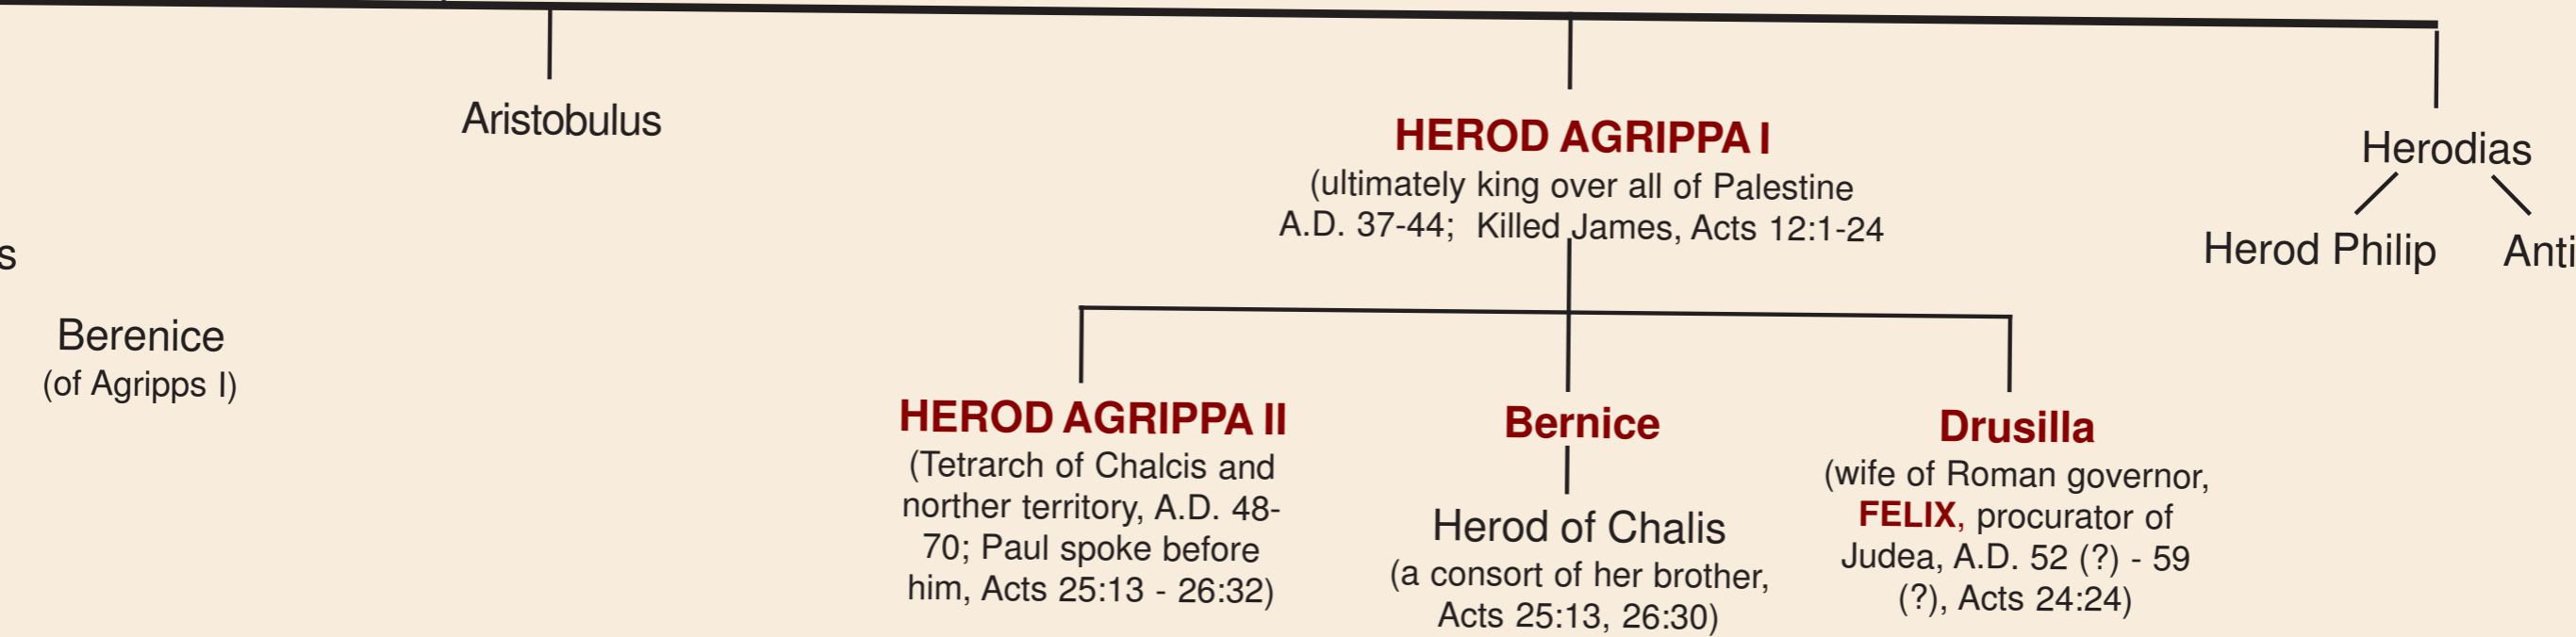 Aristobulus
HEROD AGRIPPA I
(ultimately king over all of Palestine
A.D. 37-44; Killed James, Acts 12:1-24
Herodias
Herod Philip
Anti
s
Berenice
(of Agripps I)
HEROD AGRIPPA II
(Tetrarch of Chalcis and
norther territory, A.D. 48-
70; Paul spoke before
him, Acts 25:13 - 26:32)
Bernice
Herod of Chalis
(a consort of her brother,
Acts 25:13, 26:30)
Drusilla
(wife of Roman governor,
FELIX, procurator of
Judea, A.D. 52 (?) - 59
(?), Acts 24:24)